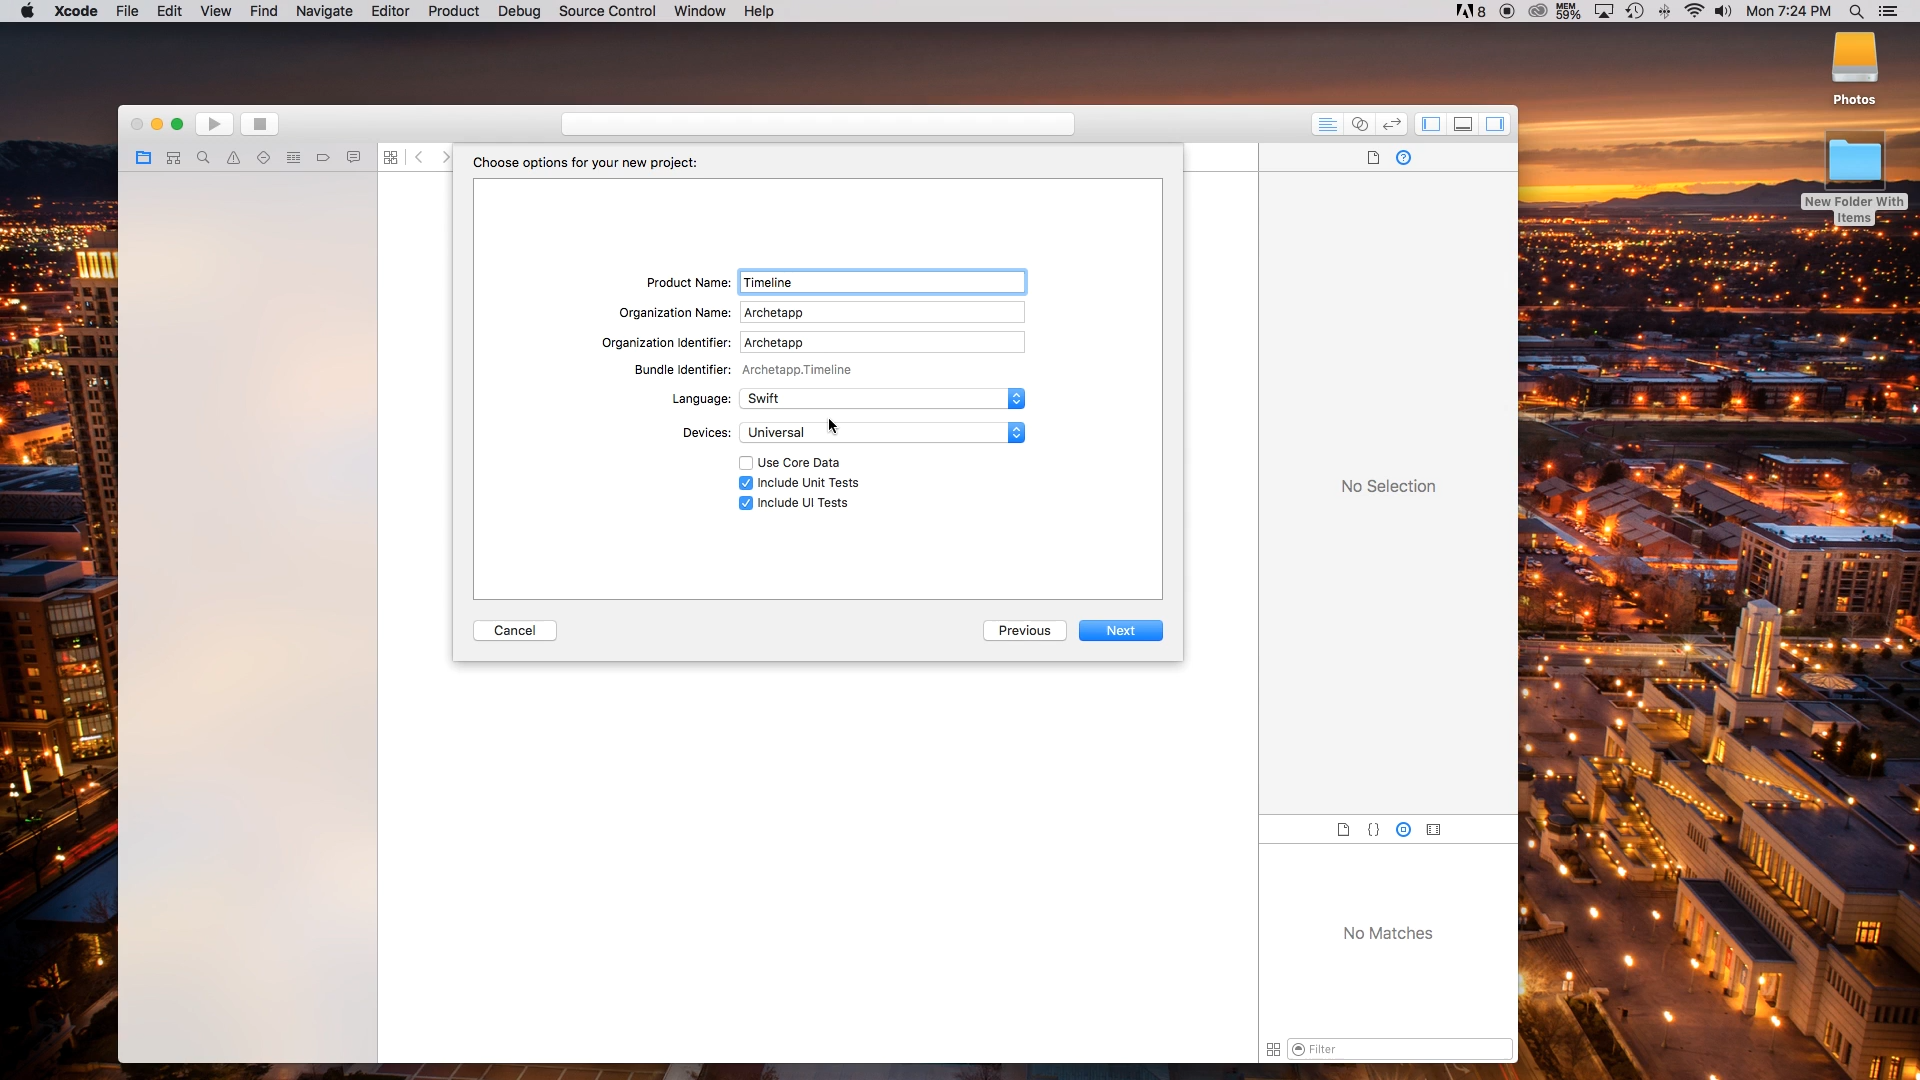 Xcode File Edit View Find Navigate Editor Product Debug Source Control Window Help
8 MEM 59% Mon 7:24 PM
Photos
New Folder With
Items
Choose options for your new project:
Product Name: Timeline
Organization Name: Archetapp
Organization Identifier: Archetapp
Bundle Identifier: Archetapp.Timeline
Language: Swift
Devices: Universal
Use Core Data
Include Unit Tests
Include UI Tests
Cancel Previous Next
No Selection
No Matches
Filter